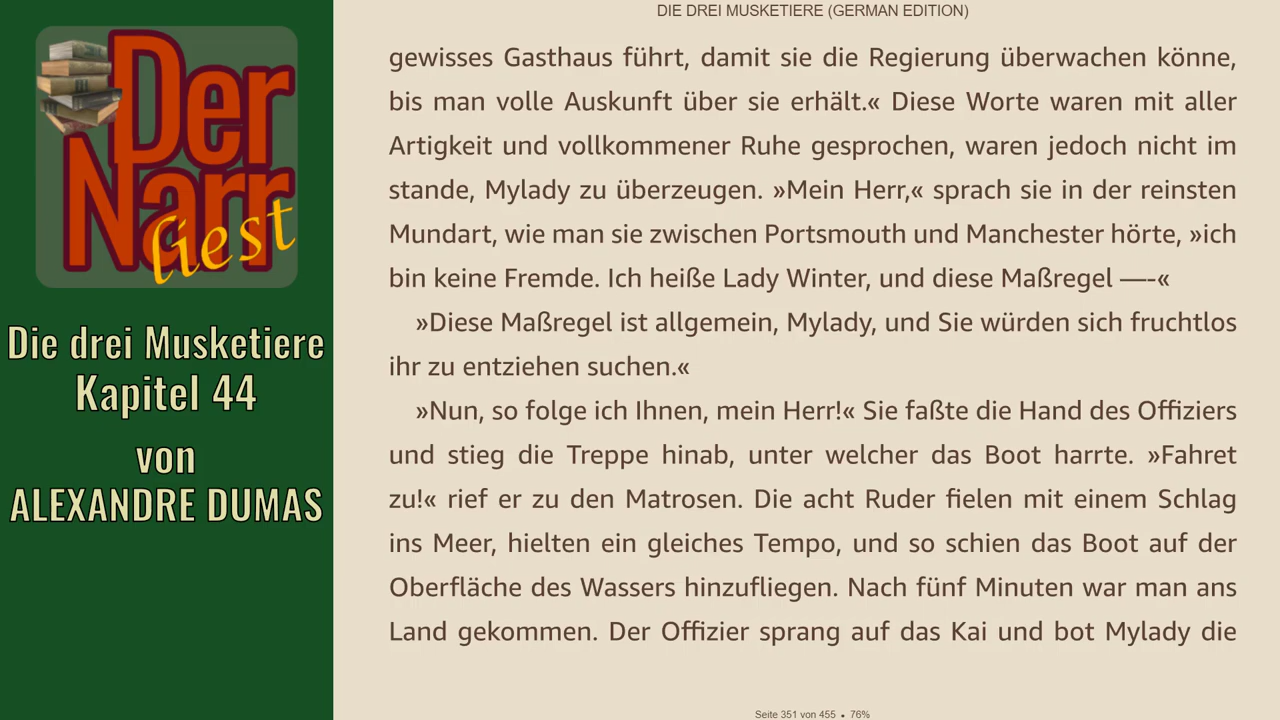 Der
Narr
liest
Die drei Musketiere
Kapitel 44
von
ALEXANDRE DUMAS
DIE DREI MUSKETIERE (GERMAN EDITION)
gewisses Gasthaus führt, damit sie die Regierung überwachen könne,
bis man volle Auskunft über sie erhält.« Diese Worte waren mit aller
Artigkeit und vollkommener Ruhe gesprochen, waren jedoch nicht im
stande, Mylady zu überzeugen. »Mein Herr,« sprach sie in der reinsten
Mundart, wie man sie zwischen Portsmouth und Manchester hörte, »ich
bin keine Fremde. Ich heiße Lady Winter, und diese Maßregel —-«
»Diese Maßregel ist allgemein, Mylady, und Sie würden sich fruchtlos
ihr zu entziehen suchen.«
»Nun, so folge ich Ihnen, mein Herr!« Sie faßte die Hand des Offiziers
und stieg die Treppe hinab, unter welcher das Boot harrte. »Fahret
zu!« rief er zu den Matrosen. Die acht Ruder fielen mit einem Schlag
ins Meer, hielten ein gleiches Tempo, und so schien das Boot auf der
Oberfläche des Wassers hinzufliegen. Nach fünf Minuten war man ans
Land gekommen. Der Offizier sprang auf das Kai und bot Mylady die
Seite 351 von 455 • 76%